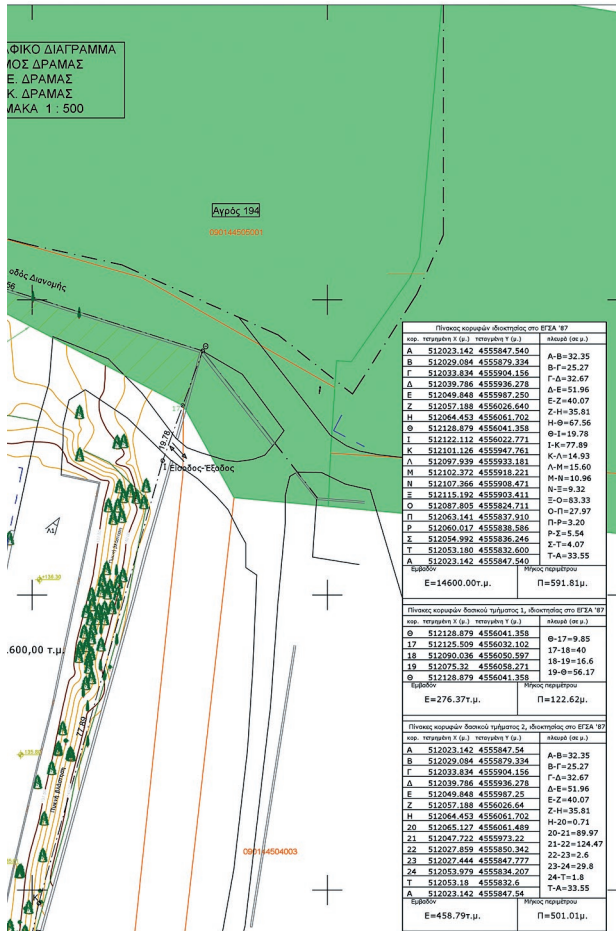 ΑΦΙΚΟ ΔΙΑΓΡΑΜΜΑ
ΜΟΣ ΔΡΑΜΑΣ
Ε. ΔΡΑΜΑΣ
Κ. ΔΡΑΜΑΣ
ΜΑΚΑ 1 : 500
Αγρός 194
090144505001
οδός Διανομής
56
Θ
17
19.78
Ι Είσοδος-Έξοδος
Λ1
+138.30
.600,00 τ.μ.
77.89
Πυκνή βλάστηση
090144504003
Κ
Πίνακας κορυφών ιδιοκτησίας στο ΕΓΣΑ '87
κορ. τετμημένη Χ (μ.) τεταγμένη Υ (μ.) πλευρά (σε μ.)
Α 512023.142 4555847.540
Β 512029.084 4555879.334 Α-Β=32.35
Γ 512033.834 4555904.156 Β-Γ=25.27
Δ 512039.786 4555936.278 Γ-Δ=32.67
Ε 512049.848 4555987.250 Δ-Ε=51.96
Ζ 512057.188 4556026.640 Ε-Ζ=40.07
Η 512064.453 4556061.702 Ζ-Η=35.81
Θ 512128.879 4556041.358 Η-Θ=67.56
Ι 512122.112 4556022.771 Θ-Ι=19.78
Κ 512101.126 4555947.761 Ι-Κ=77.89
Λ 512097.939 4555933.181 Κ-Λ=14.93
Μ 512102.372 4555918.221 Λ-Μ=15.60
Ν 512107.366 4555908.471 Μ-Ν=10.96
Ξ 512115.192 4555903.411 Ν-Ξ=9.32
Ο 512087.805 4555824.711 Ξ-Ο=83.33
Π 512063.141 4555837.910 Ο-Π=27.97
Ρ 512060.017 4555838.586 Π-Ρ=3.20
Σ 512054.992 4555836.246 Ρ-Σ=5.54
Τ 512053.180 4555832.600 Σ-Τ=4.07
Α 512023.142 4555847.540 Τ-Α=33.55
Εμβαδόν Μήκος περιμέτρου
Ε=14600.00τ.μ. Π=591.81μ.
Πίνακας κορυφών δασικού τμήματος 1, ιδιοκτησίας στο ΕΓΣΑ '87
κορ. τετμημένη Χ (μ.) τεταγμένη Υ (μ.) πλευρά (σε μ.)
Θ 512128.879 4556041.358
17 512125.509 4556032.102 Θ-17=9.85
18 512090.036 4556050.597 17-18=40
19 512075.32 4556058.271 18-19=16.6
Θ 512128.879 4556041.358 19-Θ=56.17
Εμβαδόν Μήκος περιμέτρου
Ε=276.37τ.μ. Π=122.62μ.
Πίνακας κορυφών δασικού τμήματος 2, ιδιοκτησίας στο ΕΓΣΑ '87
κορ. τετμημένη Χ (μ.) τεταγμένη Υ (μ.) πλευρά (σε μ.)
Α 512023.142 4555847.54
Β 512029.084 4555879.334 Α-Β=32.35
Γ 512033.834 4555904.156 Β-Γ=25.27
Δ 512039.786 4555936.278 Γ-Δ=32.67
Ε 512049.848 4555987.25 Δ-Ε=51.96
Ζ 512057.188 4556026.64 Ε-Ζ=40.07
Η 512064.453 4556061.702 Ζ-Η=35.81
20 512065.127 4556061.489 Η-20=0.71
21 512047.722 4555973.22 20-21=89.97
22 512027.859 4555850.342 21-22=124.47
23 512027.444 4555847.777 22-23=2.6
24 512053.979 4555834.207 23-24=29.8
Τ 512053.18 4555832.6 24-Τ=1.8
Α 512023.142 4555847.54 Τ-Α=33.55
Εμβαδόν Μήκος περιμέτρου
Ε=458.79τ.μ. Π=501.01μ.